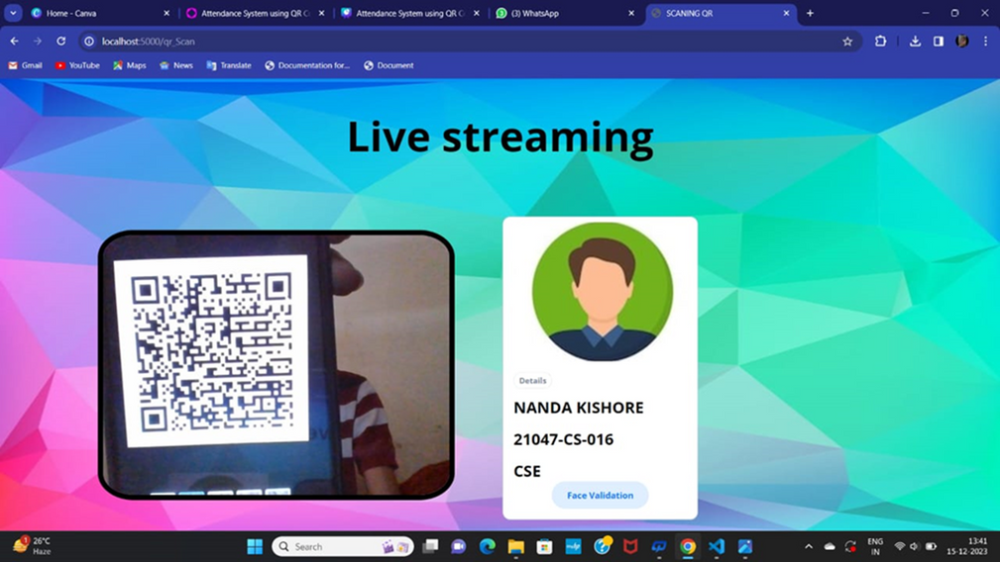 Home - Canva
Attendance System using QR C
Attendance System using QR C
(3) WhatsApp
SCANING QR
localhost:5000/qr_Scan
Gmail
YouTube
Maps
News
Translate
Documentation for...
Document
Live streaming
Details
NANDA KISHORE
21047-CS-016
CSE
Face Validation
26°C
Haze
Search
ENG
IN
13:41
15-12-2023